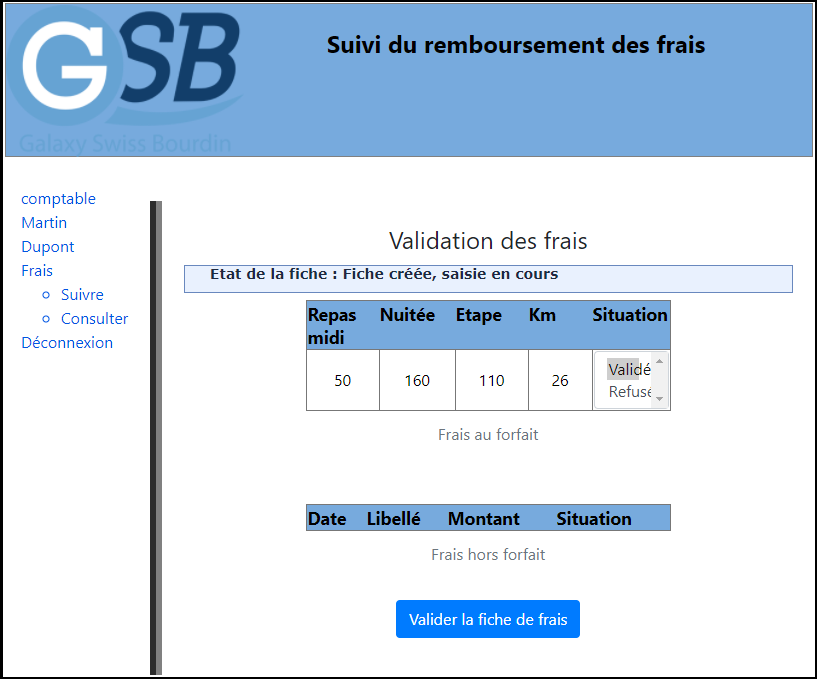 GSB
Galaxy Swiss Bourdin
Suivi du remboursement des frais
comptable
Martin
Dupont
Frais
Suivre
Consulter
Déconnexion
Validation des frais
Etat de la fiche : Fiche créée, saisie en cours
Repas midi Nuitée Etape Km Situation
50 160 110 26 Validé
Refusé
Frais au forfait
Date Libellé Montant Situation
Frais hors forfait
Valider la fiche de frais